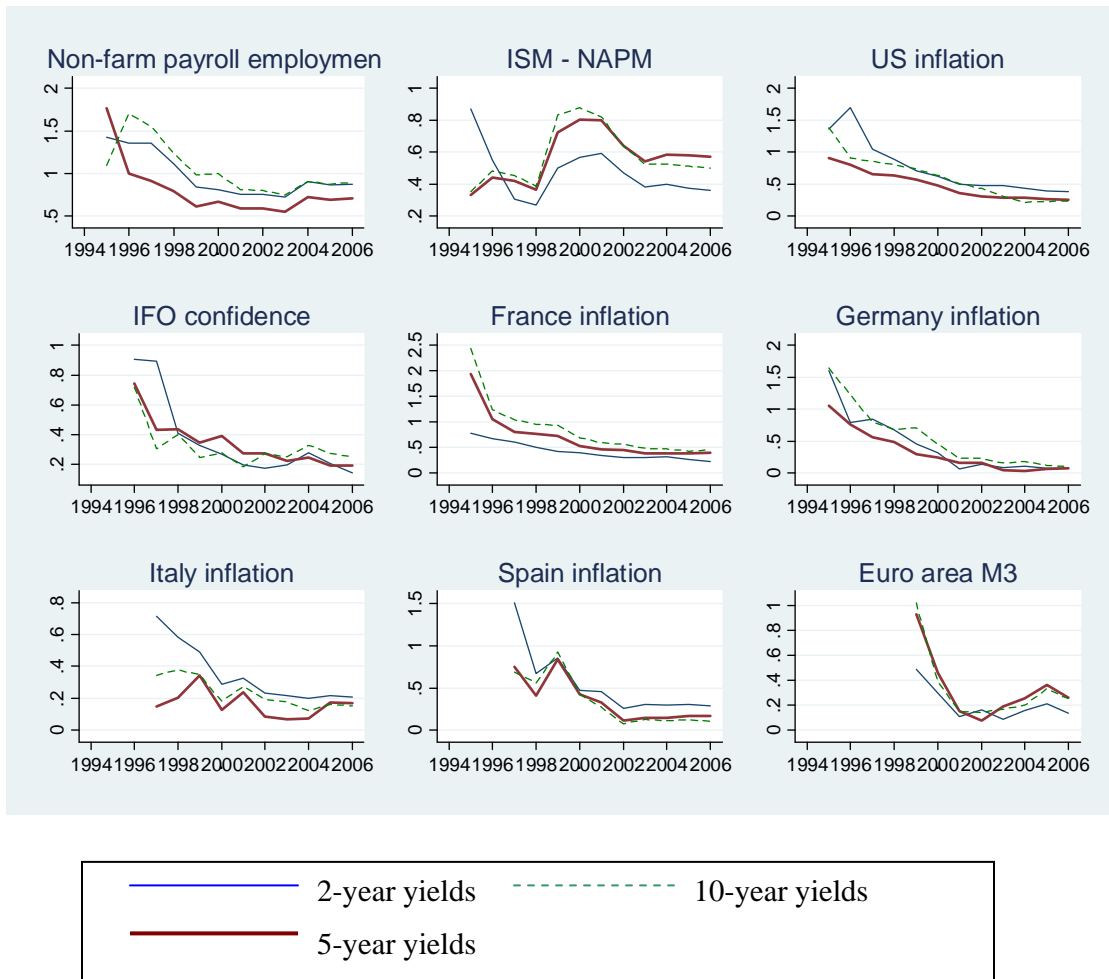 Non-farm payroll employmen
2
1.5
1
.5
1994 1996 1998 2000 2002 2004 2006
ISM - NAPM
1
.8
.6
.4
.2
1994 1996 1998 2000 2002 2004 2006
US inflation
2
1.5
1
.5
0
1994 1996 1998 2000 2002 2004 2006
IFO confidence
1
.8
.6
.4
.2
1994 1996 1998 2000 2002 2004 2006
France inflation
2.5
2
1.5
1
.5
0
1994 1996 1998 2000 2002 2004 2006
Germany inflation
2
1.5
1
.5
0
1994 1996 1998 2000 2002 2004 2006
Italy inflation
.8
.6
.4
.2
0
1994 1996 1998 2000 2002 2004 2006
Spain inflation
1.5
1
.5
0
1994 1996 1998 2000 2002 2004 2006
Euro area M3
1
.8
.6
.4
.2
0
1994 1996 1998 2000 2002 2004 2006
2-year yields
10-year yields
5-year yields